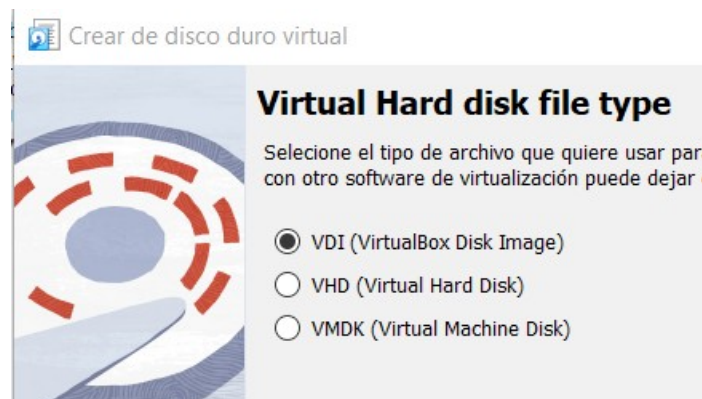 Crear de disco duro virtual
Virtual Hard disk file type
Selecione el tipo de archivo que quiere usar par
con otro software de virtualización puede dejar
VDI (VirtualBox Disk Image)
VHD (Virtual Hard Disk)
VMDK (Virtual Machine Disk)